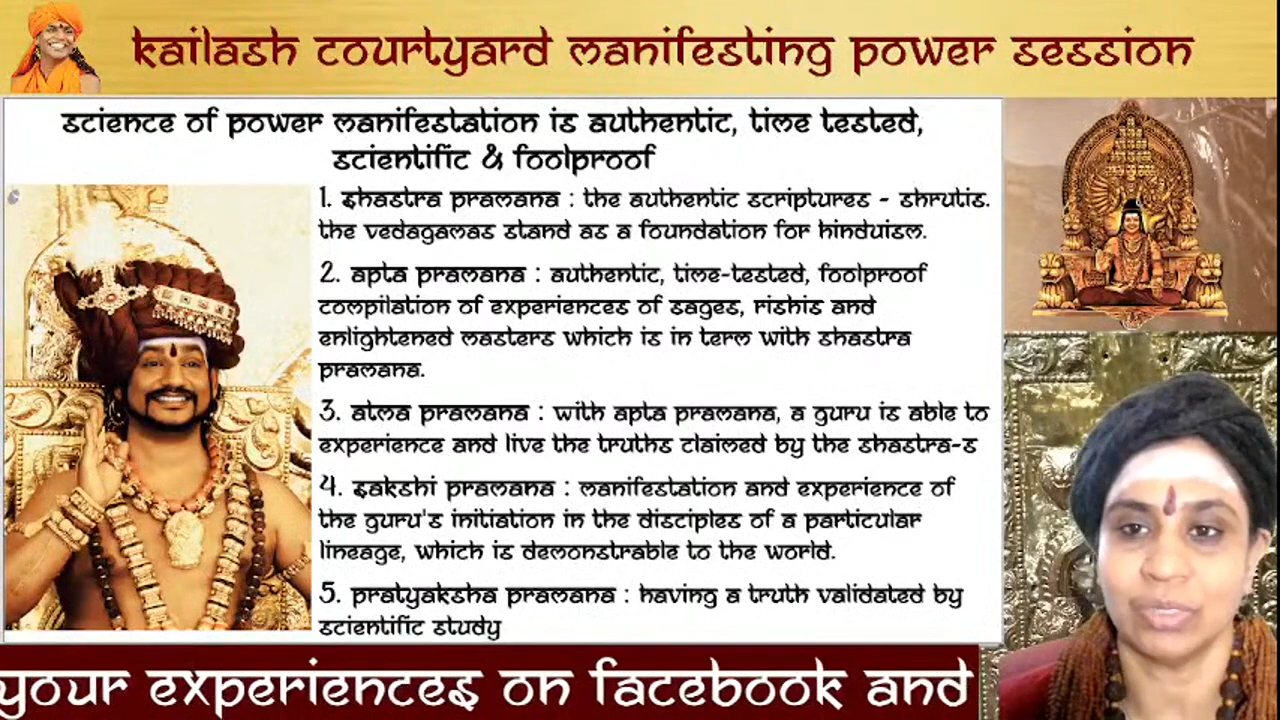 kailash courtyard manifesting power session
science of power manifestation is authentic, time tested,
scientific & foolproof
1. shastra pramana : the authentic scriptures - shrutis.
the vedagamas stand as a foundation for hinduism.
2. apta pramana : authentic, time-tested, foolproof
compilation of experiences of sages, rishis and
enlightened masters which is in term with shastra
pramana.
3. atma pramana : with apta pramana, a guru is able to
experience and live the truths claimed by the shastra-s
4. sakshi pramana : manifestation and experience of
the guru's initiation in the disciples of a particular
lineage, which is demonstrable to the world.
5. pratyaksha pramana : having a truth validated by
scientific study
your experiences on facebook and